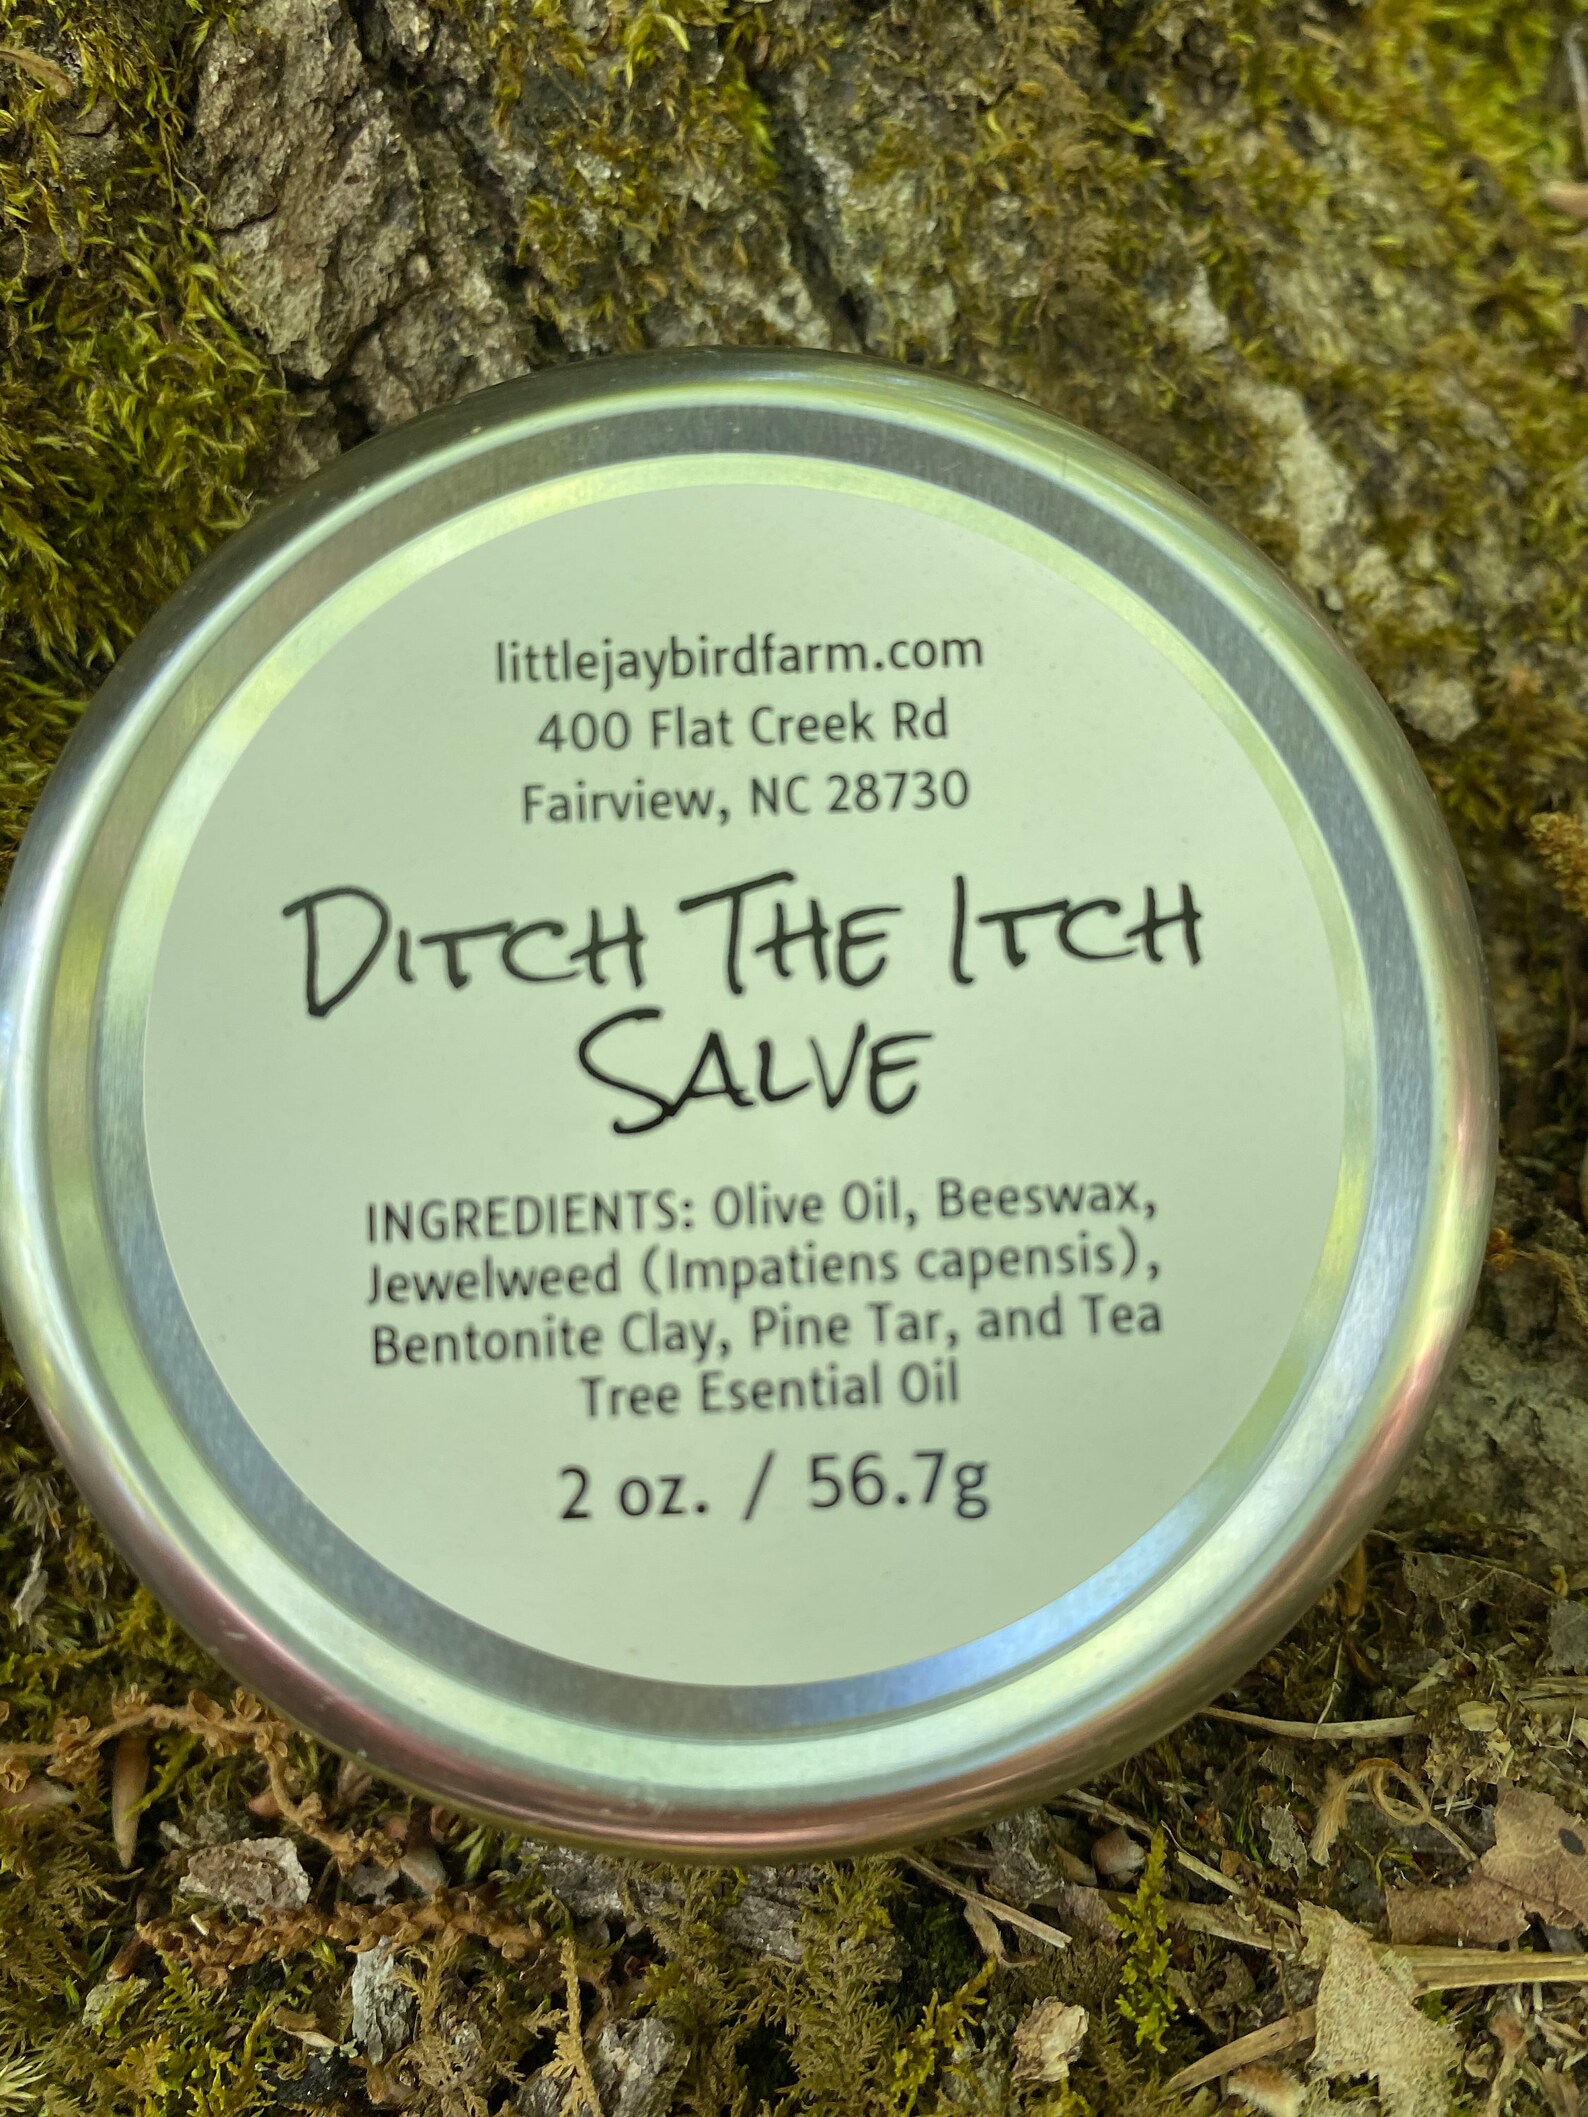 littlejaybirdfarm.com
400 Flat Creek Rd
Fairview, NC 28730
DITCH THE ITCH
SALVE
INGREDIENTS: Olive Oil, Beeswax,
Jewelweed (Impatiens capensis),
Bentonite Clay, Pine Tar, and Tea
Tree Esential Oil
2 oz. / 56.7g